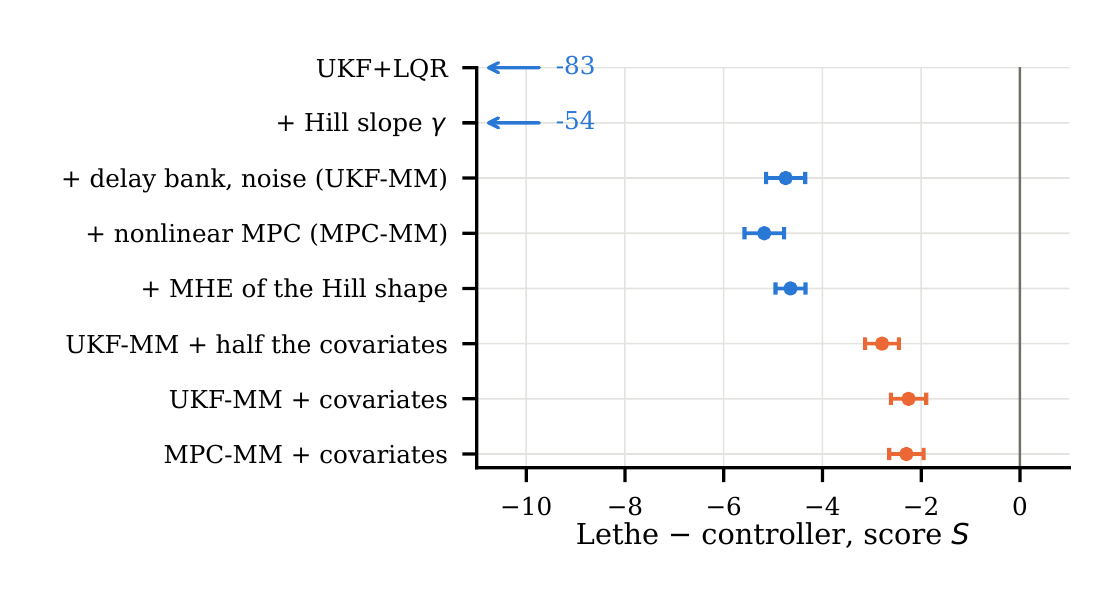 UKF+LQR
-83
+ Hill slope γ
-54
+ delay bank, noise (UKF-MM)
+ nonlinear MPC (MPC-MM)
+ MHE of the Hill shape
UKF-MM + half the covariates
UKF-MM + covariates
MPC-MM + covariates
−10 −8 −6 −4 −2 0
Lethe − controller, score S